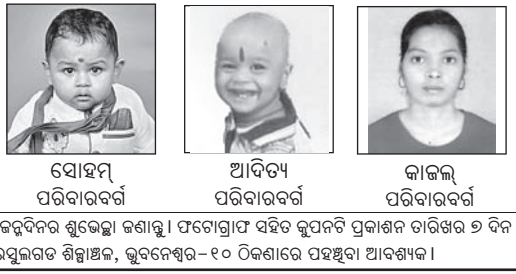 ସୋହମ୍ ଆଦିତ୍ୟ କାଜଲ୍
ପରିବାରବର୍ଗ ପରିବାରବର୍ଗ ପରିବାରବର୍ଗ
ଜନ୍ମଦିନର ଶୁଭେଚ୍ଛା ଜଣାନ୍ତୁ। ଫଟୋଗ୍ରାଫ ସହିତ କୁପନଟି ପ୍ରକାଶନ ତାରିଖର ୭ ଦିନ
ରସୁଲଗଡ ଶିଳ୍ପାଞ୍ଚଳ, ଭୁବନେଶ୍ୱର-୧୦ ଠିକଣାରେ ପହଞ୍ଚିବା ଆବଶ୍ୟକ।